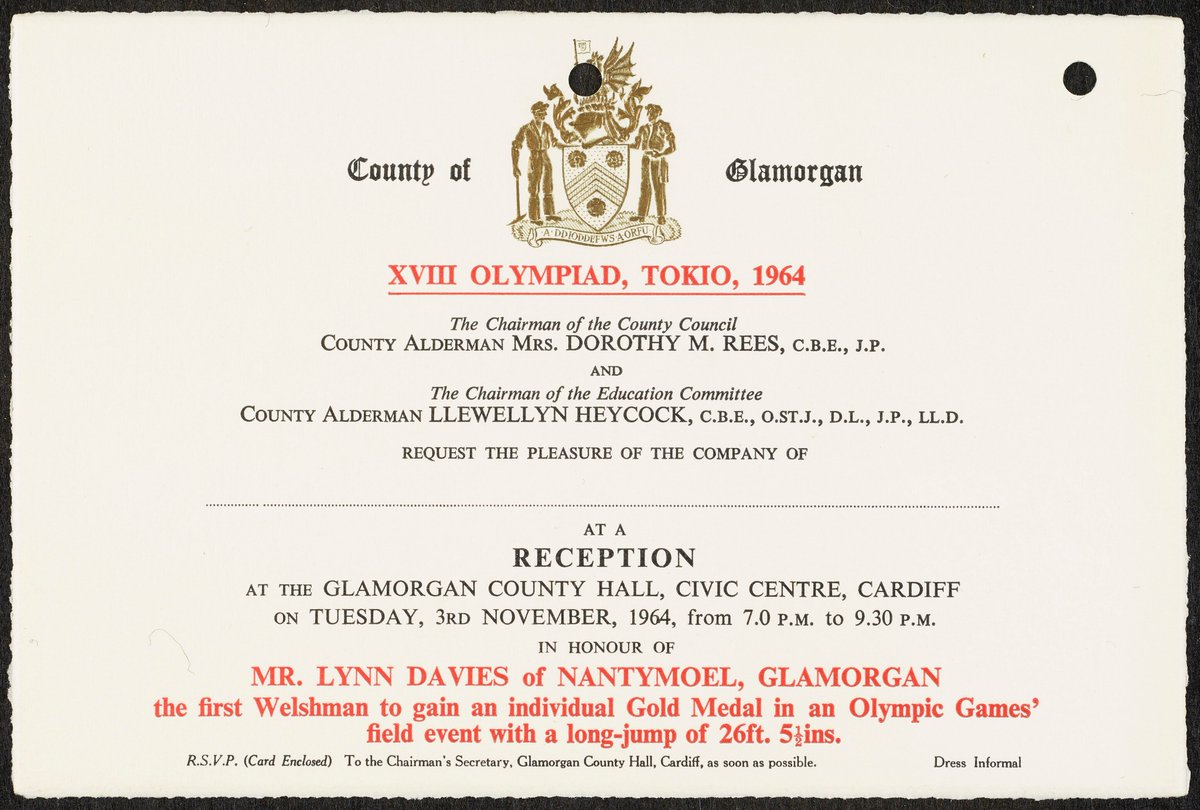 County of Glamorgan
A DDIODDEFWS A ORFU
XVIII OLYMPIAD, TOKIO, 1964
The Chairman of the County Council
COUNTY ALDERMAN MRS. DOROTHY M. REES, C.B.E., J.P.
AND
The Chairman of the Education Committee
COUNTY ALDERMAN LLEWELLYN HEYCOCK, C.B.E., O.ST.J., D.L., J.P., LL.D.
REQUEST THE PLEASURE OF THE COMPANY OF
AT A
RECEPTION
AT THE GLAMORGAN COUNTY HALL, CIVIC CENTRE, CARDIFF
ON TUESDAY, 3RD NOVEMBER, 1964, from 7.0 P.M. to 9.30 P.M.
IN HONOUR OF
MR. LYNN DAVIES of NANTYMOEL, GLAMORGAN
the first Welshman to gain an individual Gold Medal in an Olympic Games'
field event with a long-jump of 26ft. 5½ins.
R.S.V.P. (Card Enclosed) To the Chairman's Secretary, Glamorgan County Hall, Cardiff, as soon as possible. Dress Informal